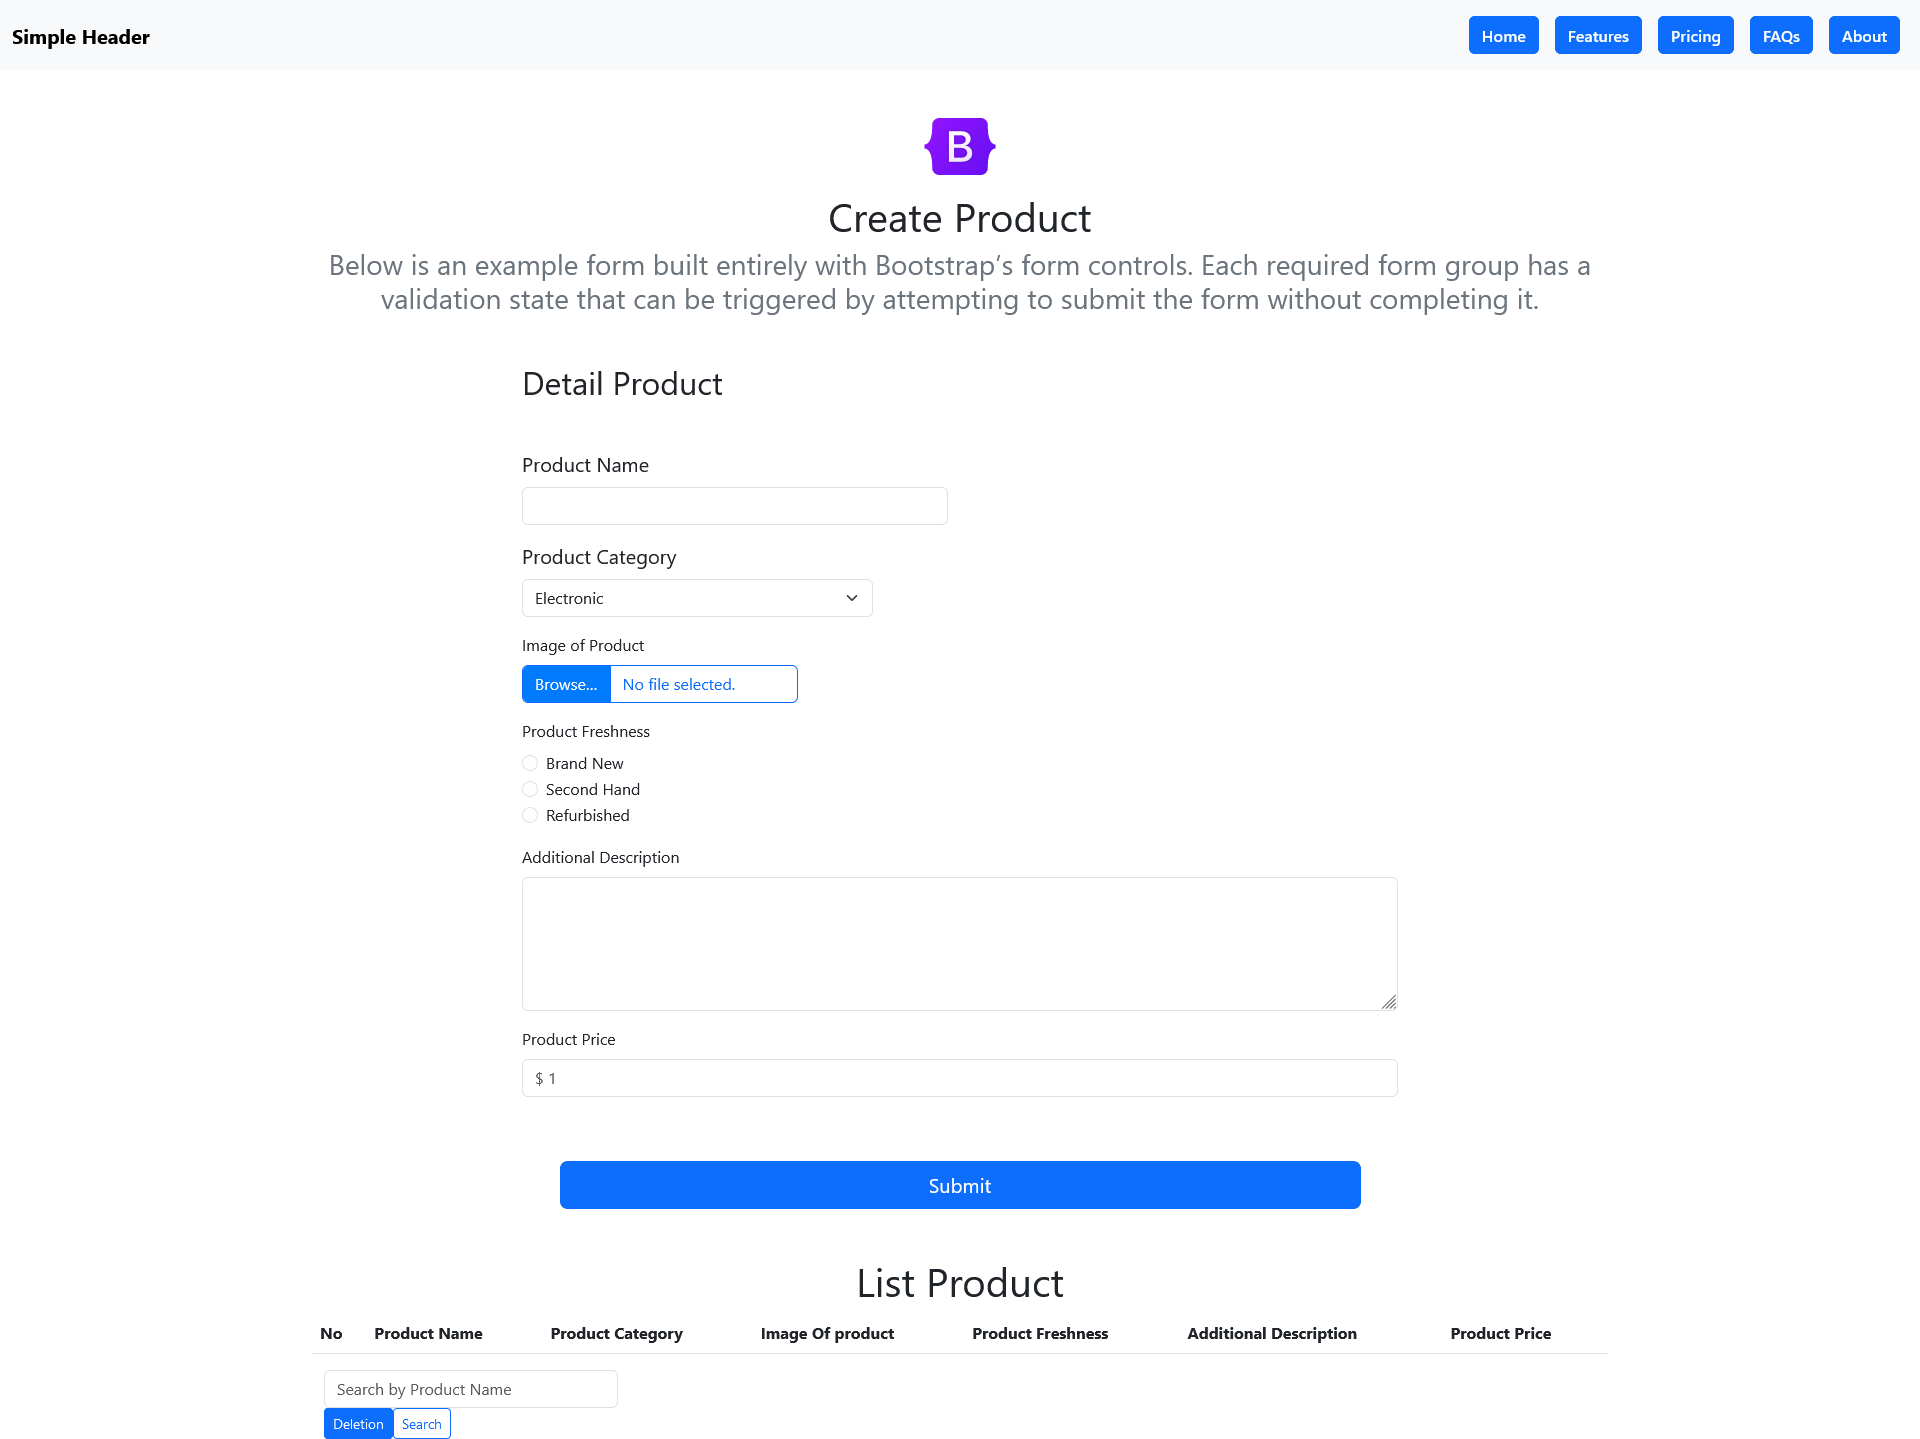 Simple Header
Home
Features
Pricing
FAQs
About
B
Create Product
Below is an example form built entirely with Bootstrap’s form controls. Each required form group has a
validation state that can be triggered by attempting to submit the form without completing it.
Detail Product
Product Name
Product Category
Electronic
Image of Product
Browse... No file selected.
Product Freshness
Brand New
Second Hand
Refurbished
Additional Description
Product Price
$ 1
Submit
List Product
No Product Name Product Category Image Of product Product Freshness Additional Description Product Price
Search by Product Name
Deletion Search